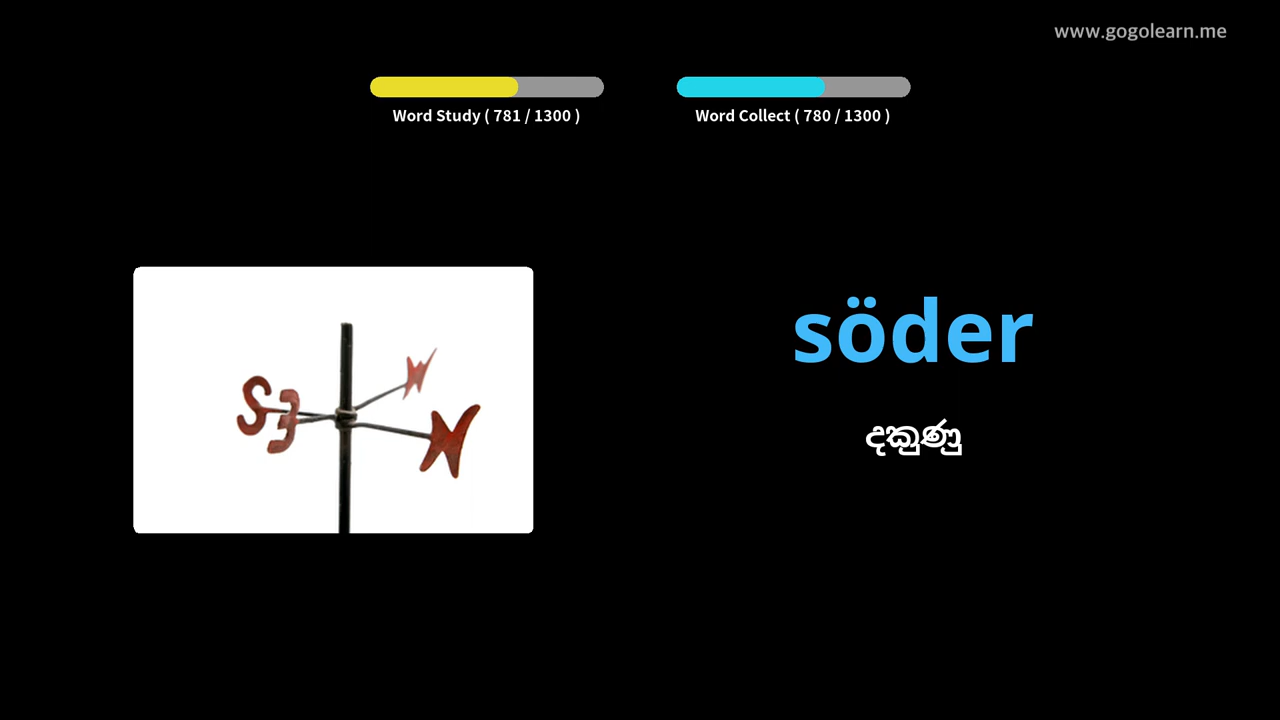 www.gogolearn.me
Word Study ( 781 / 1300 )
Word Collect ( 780 / 1300 )
söder
දකුණු
S E N